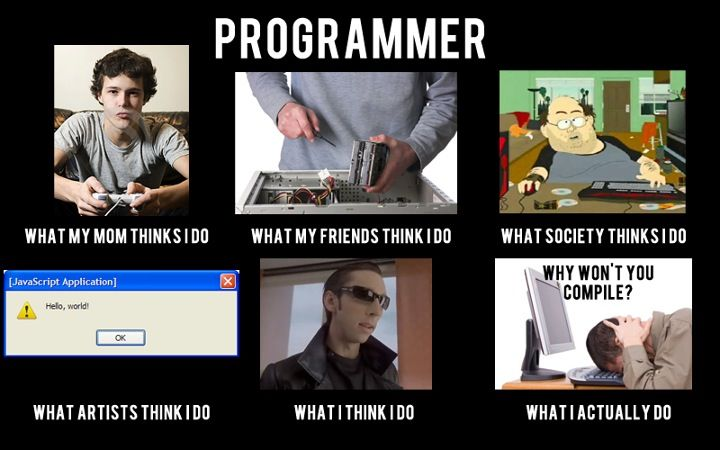 PROGRAMMER
WHAT MY MOM THINKS I DO
WHAT MY FRIENDS THINK I DO
WHAT SOCIETY THINKS I DO
[JavaScript Application]
Hello, world!
OK
WHY WON'T YOU
COMPILE?
WHAT ARTISTS THINK I DO
WHAT I THINK I DO
WHAT I ACTUALLY DO